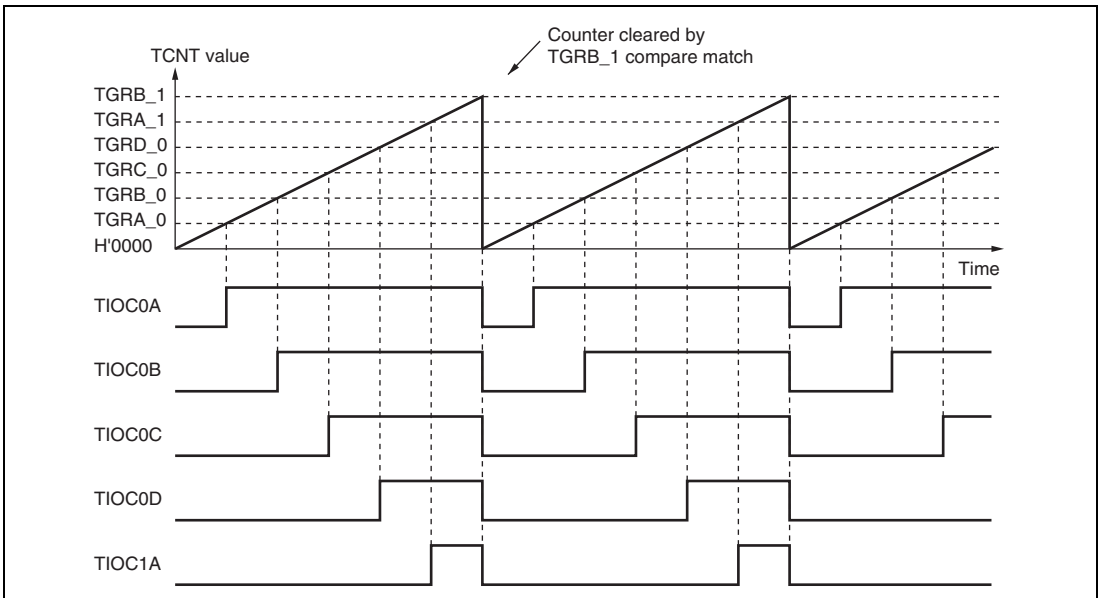 Counter cleared by
TGRB_1 compare match
TCNT value
TGRB_1
TGRA_1
TGRD_0
TGRC_0
TGRB_0
TGRA_0
H'0000
Time
TIOC0A
TIOC0B
TIOC0C
TIOC0D
TIOC1A